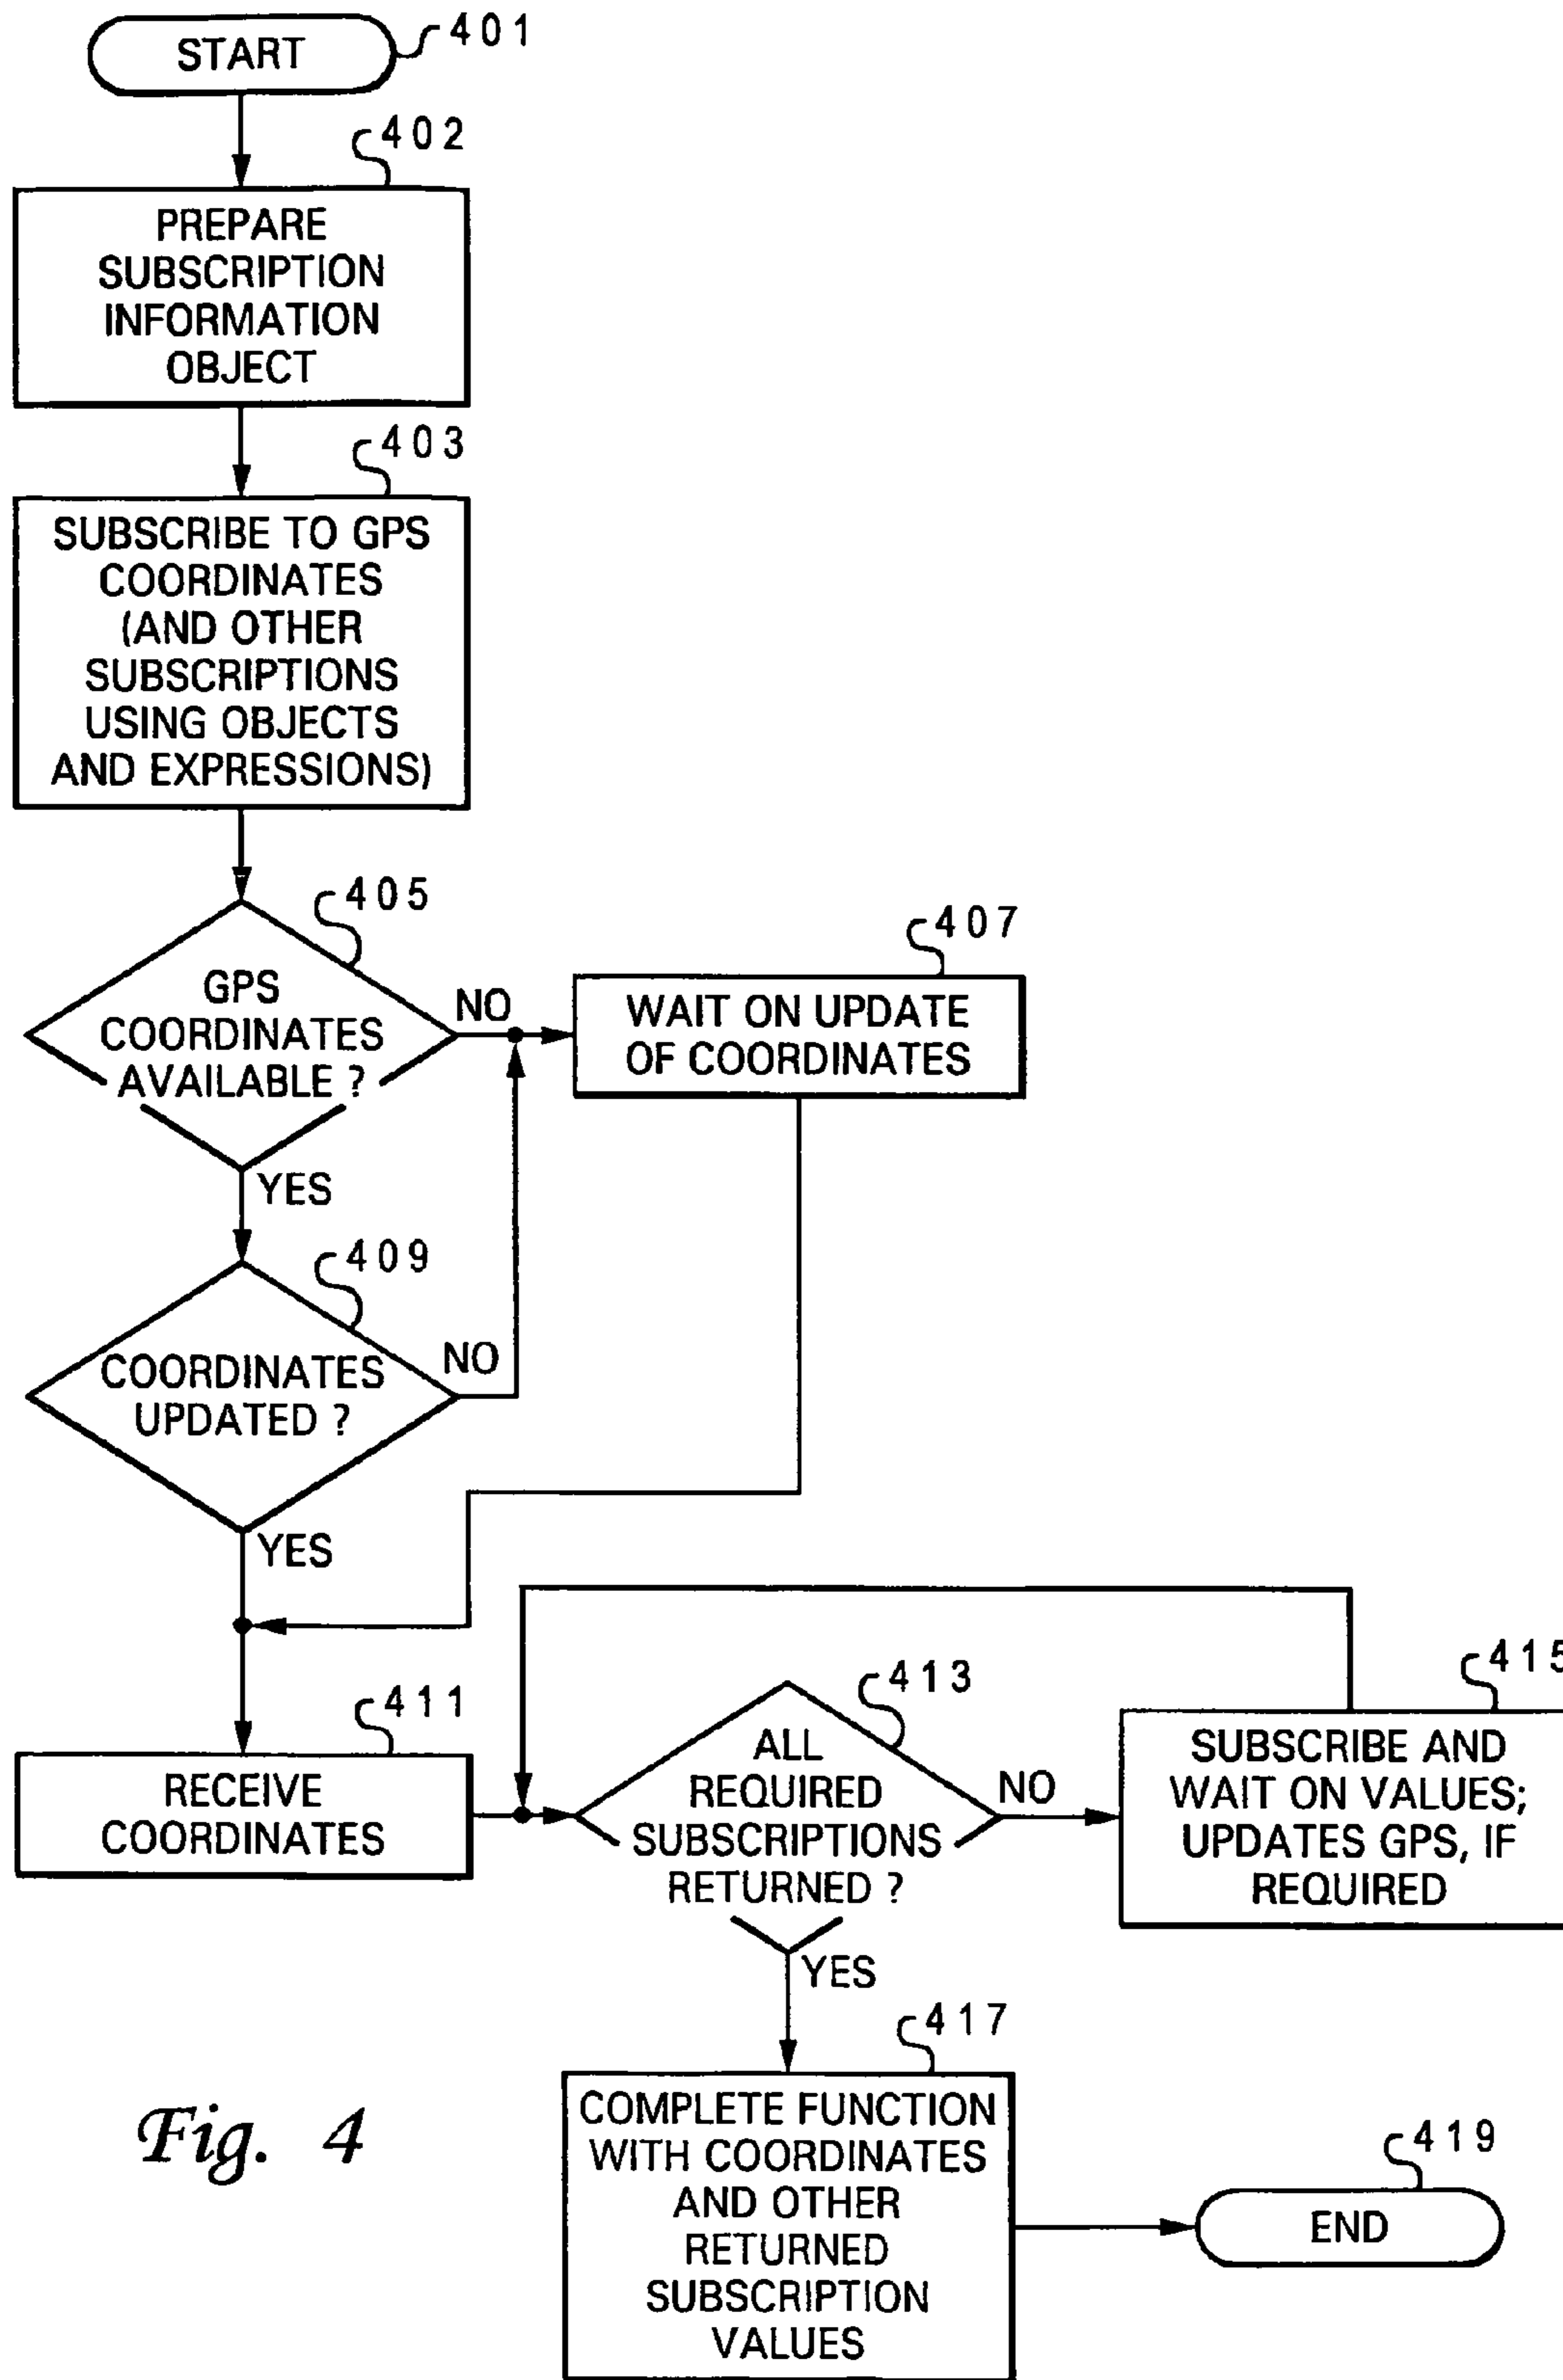 START
401
402
PREPARE
SUBSCRIPTION
INFORMATION
OBJECT
403
SUBSCRIBE TO GPS
COORDINATES
(AND OTHER
SUBSCRIPTIONS
USING OBJECTS
AND EXPRESSIONS)
405
GPS
COORDINATES
AVAILABLE ?
NO
YES
407
WAIT ON UPDATE
OF COORDINATES
409
COORDINATES
UPDATED ?
NO
YES
411
RECEIVE
COORDINATES
413
ALL
REQUIRED
SUBSCRIPTIONS
RETURNED ?
NO
YES
415
SUBSCRIBE AND
WAIT ON VALUES;
UPDATES GPS, IF
REQUIRED
417
COMPLETE FUNCTION
WITH COORDINATES
AND OTHER
RETURNED
SUBSCRIPTION
VALUES
419
END
Fig. 4